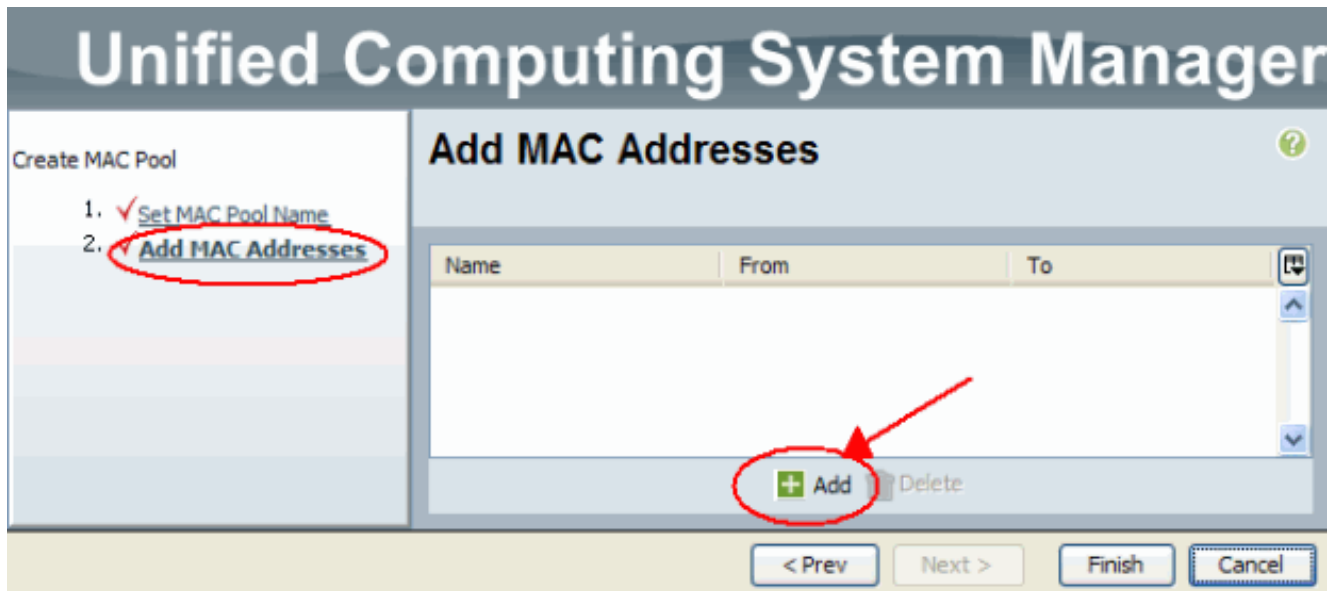 Unified Computing System Manager
Create MAC Pool
1. Set MAC Pool Name
2. Add MAC Addresses
Add MAC Addresses
?
Name From To
Add Delete
< Prev Next > Finish Cancel